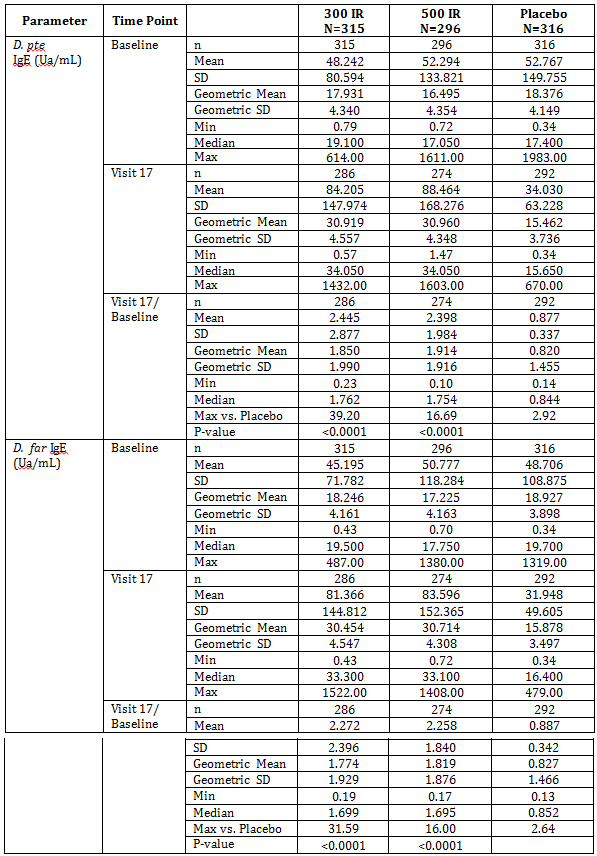 Parameter Time Point 300 IR N=315 500 IR N=296 Placebo N=316
D. pte IgE (Ua/mL) Baseline n 315 296 316
Mean 48.242 52.294 52.767
SD 80.594 133.821 149.755
Geometric Mean 17.931 16.495 18.376
Geometric SD 4.340 4.354 4.149
Min 0.79 0.72 0.34
Median 19.100 17.050 17.400
Max 614.00 1611.00 1983.00
Visit 17 n 286 274 292
Mean 84.205 88.464 34.030
SD 147.974 168.276 63.228
Geometric Mean 30.919 30.960 15.462
Geometric SD 4.557 4.348 3.736
Min 0.57 1.47 0.34
Median 34.050 34.050 15.650
Max 1432.00 1603.00 670.00
Visit 17/ Baseline n 286 274 292
Mean 2.445 2.398 0.877
SD 2.877 1.984 0.337
Geometric Mean 1.850 1.914 0.820
Geometric SD 1.990 1.916 1.455
Min 0.23 0.10 0.14
Median 1.762 1.754 0.844
Max vs. Placebo 39.20 16.69 2.92
P-value <0.0001 <0.0001
D. far IgE (Ua/mL) Baseline n 315 296 316
Mean 45.195 50.777 48.706
SD 71.782 118.284 108.875
Geometric Mean 18.246 17.225 18.927
Geometric SD 4.161 4.163 3.898
Min 0.43 0.70 0.34
Median 19.500 17.750 19.700
Max 487.00 1380.00 1319.00
Visit 17 n 286 274 292
Mean 81.366 83.596 31.948
SD 144.812 152.365 49.605
Geometric Mean 30.454 30.714 15.878
Geometric SD 4.547 4.308 3.497
Min 0.43 0.72 0.34
Median 33.300 33.100 16.400
Max 1522.00 1408.00 479.00
Visit 17/ Baseline n 286 274 292
Mean 2.272 2.258 0.887
SD 2.396 1.840 0.342
Geometric Mean 1.774 1.819 0.827
Geometric SD 1.929 1.876 1.466
Min 0.19 0.17 0.13
Median 1.699 1.695 0.852
Max vs. Placebo 31.59 16.00 2.64
P-value <0.0001 <0.0001